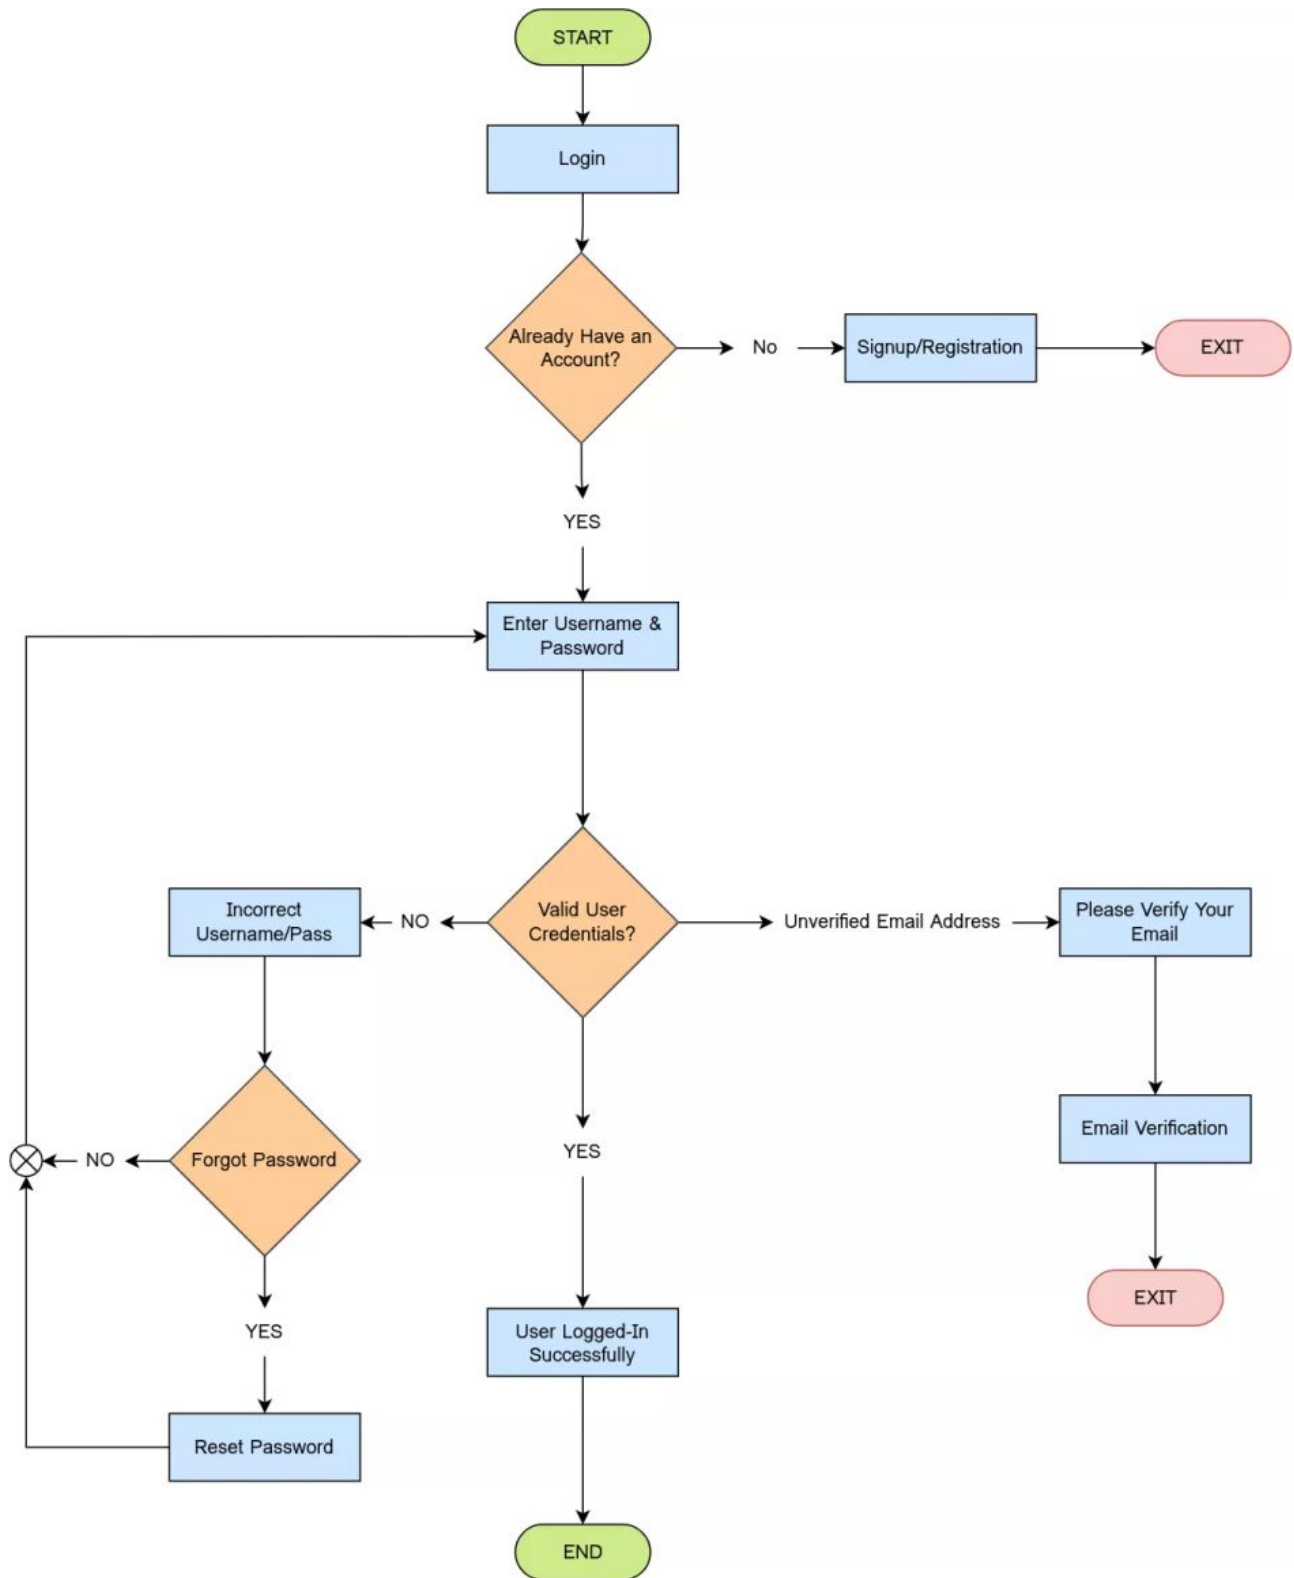 START
Login
Already Have an
Account?
No
Signup/Registration
EXIT
YES
Enter Username &
Password
Incorrect
Username/Pass
NO
Valid User
Credentials?
Unverified Email Address
Please Verify Your
Email
Email Verification
NO
Forgot Password
YES
EXIT
YES
User Logged-In
Successfully
Reset Password
END